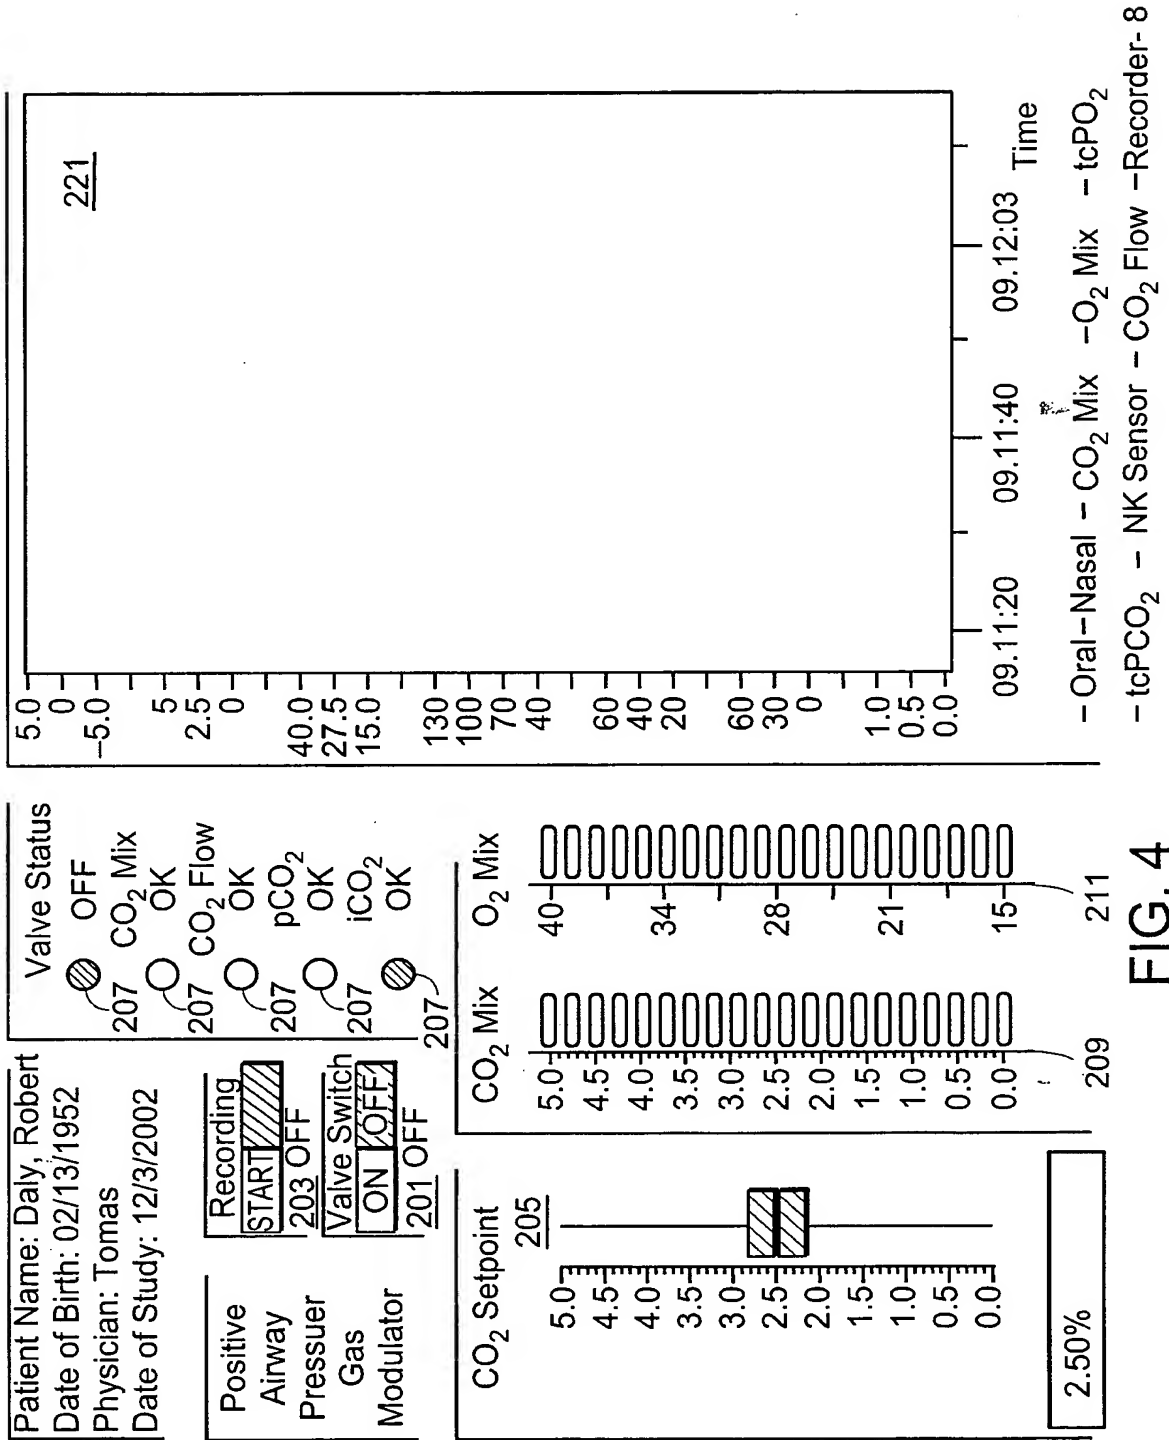 Patient Name: Daly, Robert
Date of Birth: 02/13/1952
Physician: Tomas
Date of Study: 12/3/2002
Positive
Airway
Pressuer
Gas
Modulator
Recording
START
203 OFF
Valve Switch
ON OFF
201 OFF
Valve Status
OFF
207
CO2 Mix
OK
207
CO2 Flow
OK
207
pCO2
OK
207
iCO2
OK
207
CO2 Setpoint
205
5.0
4.5
4.0
3.5
3.0
2.5
2.0
1.5
1.0
0.5
0.0
2.50%
CO2 Mix
5.0
4.5
4.0
3.5
3.0
2.5
2.0
1.5
1.0
0.5
0.0
209
O2 Mix
40
34
28
21
15
211
221
5.0
0
–5.0
5
2.5
0
40.0
27.5
15.0
130
100
70
40
60
40
20
60
30
0
1.0
0.5
0.0
09.11:20 09.11:40 09.12:03 Time
– Oral–Nasal – CO2 Mix –O2 Mix – tcPO2
– tcPCO2 – NK Sensor – CO2 Flow –Recorder- 8
FIG. 4